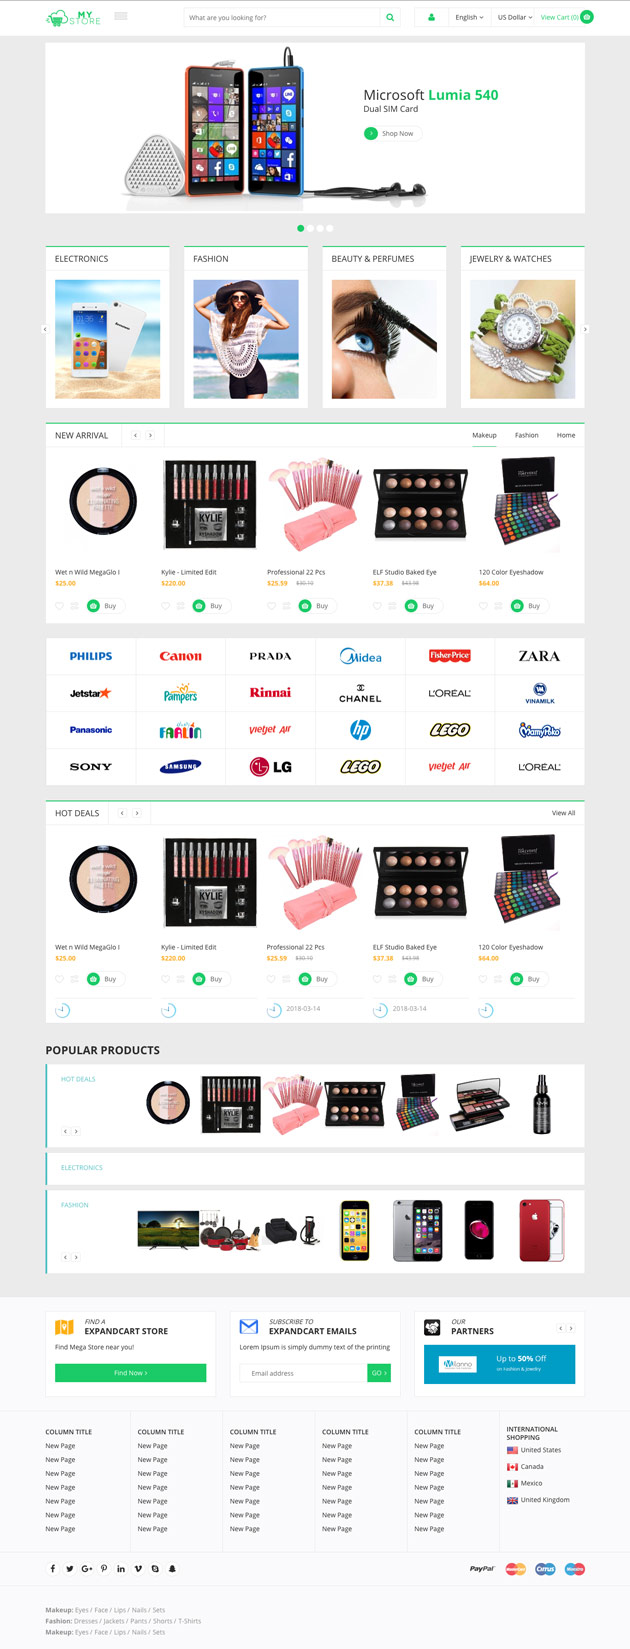 MY
STORE
What are you looking for?
English
US Dollar
View Cart (0)
Microsoft Lumia 540
Dual SIM Card
Shop Now
ELECTRONICS
FASHION
BEAUTY & PERFUMES
JEWELRY & WATCHES
NEW ARRIVAL
Makeup Fashion Home
KYLIE
Wet n Wild MegaGlo I
Kylie - Limited Edit
Professional 22 Pcs
ELF Studio Baked Eye
120 Color Eyeshadow
$25.00
$220.00
$25.59 $30.10
$37.38 $43.98
$64.00
Buy Buy Buy Buy Buy
PHILIPS Canon PRADA Midea Fisher-Price ZARA
Jetstar Pampers Rinnai CHANEL L'ORÉAL VINAMILK
Panasonic FARLIN vietjet Air hp LEGO MamyPoko
SONY SAMSUNG LG LEGO vietjet Air L'ORÉAL
HOT DEALS
View All
KYLIE
Wet n Wild MegaGlo I
Kylie - Limited Edit
Professional 22 Pcs
ELF Studio Baked Eye
120 Color Eyeshadow
$25.00
$220.00
$25.59 $30.10
$37.38 $43.98
$64.00
Buy Buy Buy Buy Buy
2018-03-14
2018-03-14
POPULAR PRODUCTS
HOT DEALS
ELECTRONICS
FASHION
FIND A
EXPANDCART STORE
Find Mega Store near you!
Find Now
SUBSCRIBE TO
EXPANDCART EMAILS
Lorem Ipsum is simply dummy text of the printing
Email address
GO
OUR
PARTNERS
Milanno
Up to 50% Off
on Fashion & Jewelry
COLUMN TITLE
New Page
New Page
New Page
New Page
New Page
New Page
New Page
COLUMN TITLE
New Page
New Page
New Page
New Page
New Page
New Page
New Page
COLUMN TITLE
New Page
New Page
New Page
New Page
New Page
New Page
New Page
COLUMN TITLE
New Page
New Page
New Page
New Page
New Page
New Page
New Page
COLUMN TITLE
New Page
New Page
New Page
New Page
New Page
New Page
New Page
INTERNATIONAL
SHOPPING
United States
Canada
Mexico
United Kingdom
PayPal MasterCard Cirrus Maestro
Makeup: Eyes / Face / Lips / Nails / Sets
Fashion: Dresses / Jackets / Pants / Shorts / T-Shirts
Makeup: Eyes / Face / Lips / Nails / Sets